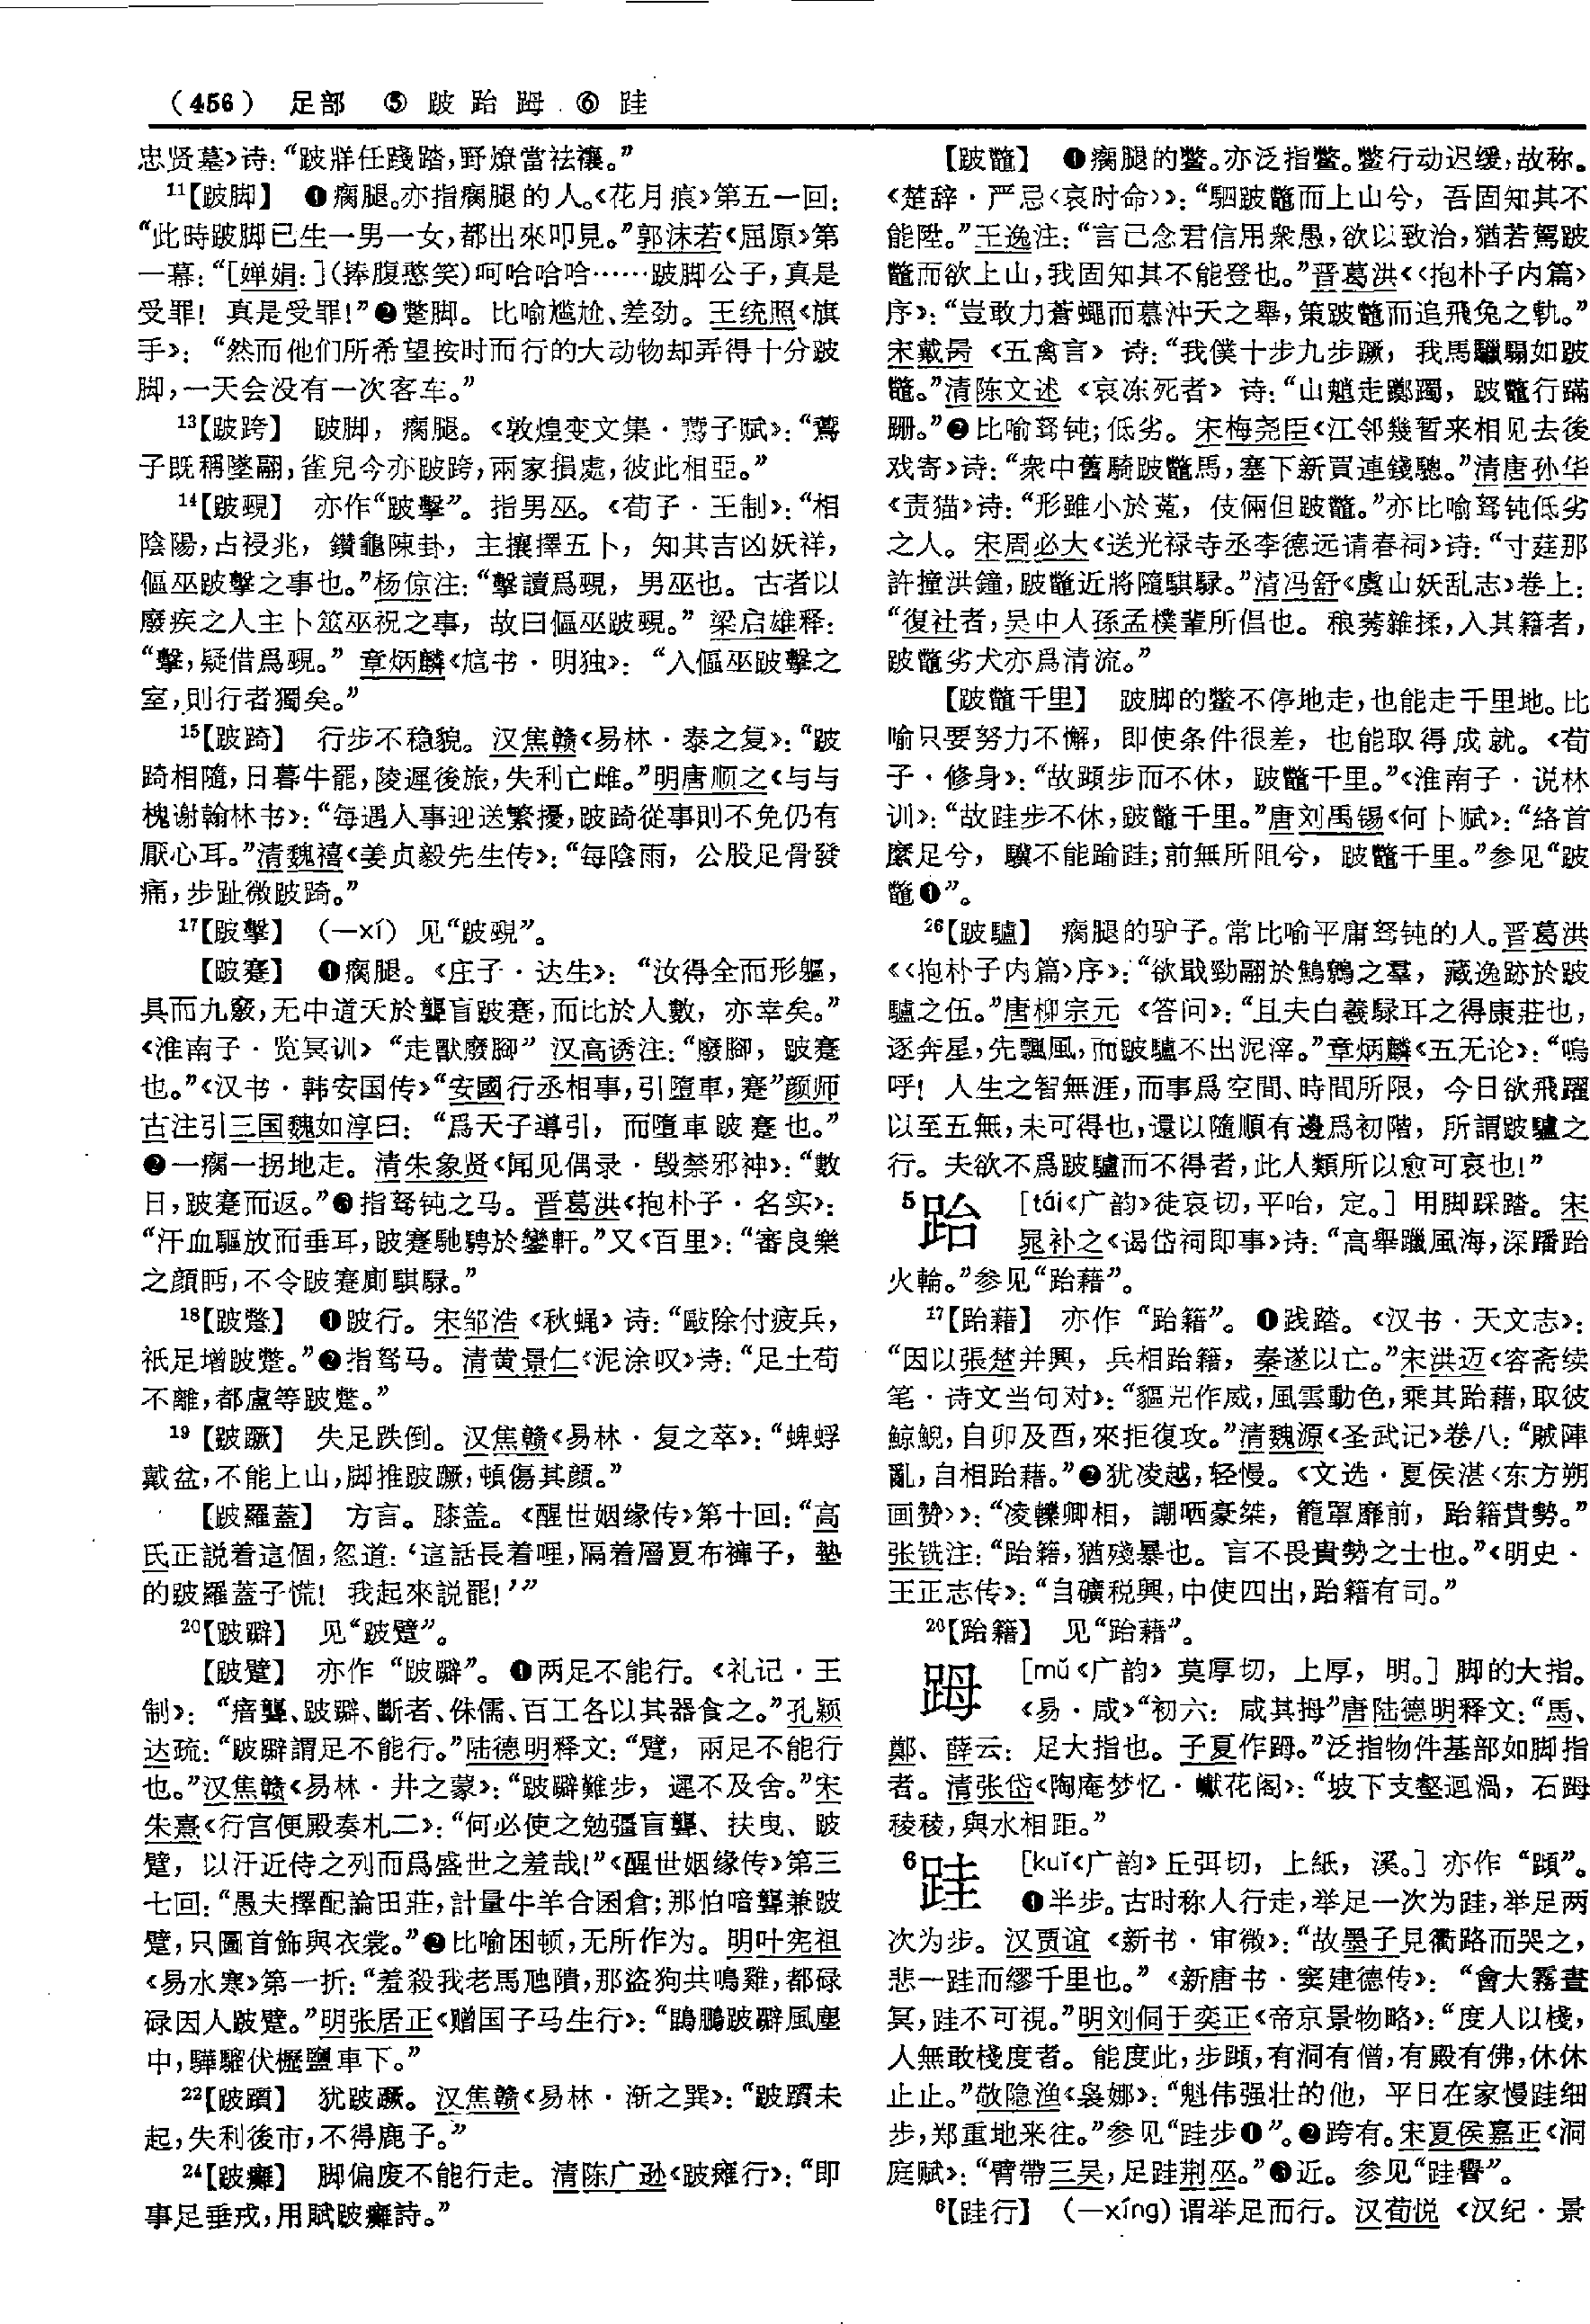 （456） 足部 ⑤ 跛跆踇 ⑥ 跬
忠贤墓》诗：“跛牂任踐踏，野燎當祛禳。”
11【跛脚】 ❶瘸腿。亦指瘸腿的人。《花月痕》第五一回：
“此時跛脚已生一男一女，都出來叩見。”郭沫若《屈原》第
一幕：“［婵娟：］（捧腹憨笑）呵哈哈哈……跛脚公子，真是
受罪！真是受罪！”❷蹩脚。比喻尴尬、差劲。王统照《旗
手》：“然而他们所希望按时而行的大动物却弄得十分跛
脚，一天会没有一次客车。”
13【跛跨】 跛脚，瘸腿。《敦煌变文集·鷰子赋》：“鷰
子既稱墜翮，雀兒今亦跛跨，兩家損處，彼此相亞。”
14【跛覡】 亦作“跛擊”。指男巫。《荀子·王制》：“相
陰陽，占祲兆，鑽龜陳卦，主攘擇五卜，知其吉凶妖祥，
傴巫跛擊之事也。”杨倞注：“擊讀爲覡，男巫也。古者以
廢疾之人主卜筮巫祝之事，故曰傴巫跛覡。”梁启雄释：
“擊，疑借爲覡。”章炳麟《訄书·明独》：“入傴巫跛擊之
室，則行者獨矣。”
15【跛踦】 行步不稳貌。汉焦赣《易林·泰之复》：“跛
踦相隨，日暮牛罷，陵遲後旅，失利亡雌。”明唐顺之《与与
槐谢翰林书》：“每遇人事迎送繁擾，跛踦從事則不免仍有
厭心耳。”清魏禧《姜贞毅先生传》：“每陰雨，公股足骨發
痛，步趾微跛踦。”
17【跛擊】 （—xí）见“跛覡”。
【跛蹇】 ❶瘸腿。《庄子·达生》：“汝得全而形軀，
具而九竅，无中道夭於聾盲跛蹇，而比於人數，亦幸矣。”
《淮南子·览冥训》“走獸廢脚”汉高诱注：“廢脚，跛蹇
也。”《汉书·韩安国传》“安國行丞相事，引墮車，蹇”颜师
古注引三国魏如淳曰：“爲天子導引，而墮車跛蹇也。”
❷一瘸一拐地走。清朱象贤《闻见偶录·毁禁邪神》：“數
日，跛蹇而返。”❸指驽钝之马。晋葛洪《抱朴子·名实》：
“汗血驅放而垂耳，跛蹇馳騁於鑾軒。”又《百里》：“審良樂
之顔眄，不令跛蹇廁騏騄。”
18【跛蹩】 ❶跛行。宋邹浩《秋蝇》诗：“毆除付疲兵，
祇足增跛蹩。”❷指驽马。清黄景仁《泥涂叹》诗：“足土苟
不離，都盧等跛蹩。”
19【跛蹶】 失足跌倒。汉焦赣《易林·复之萃》：“蜱蜉
戴盆，不能上山，脚推跛蹶，頓傷其顔。”
【跛羅蓋】 方言。膝盖。《醒世姻缘传》第十回：“高
氏正説着這個，忽道：‘這話長着哩，隔着層夏布褲子，墊
的跛羅蓋子慌！我起來説罷！’”
20【跛躃】 见“跛躄”。
【跛躄】 亦作“跛躃”。❶两足不能行。《礼记·王
制》：“瘖聾、跛躃、斷者、侏儒、百工各以其器食之。”孔颖
达疏：“跛躃謂足不能行。”陆德明释文：“躄，兩足不能行
也。”汉焦赣《易林·井之蒙》：“跛躃難步，遲不及舍。”宋
朱熹《行宫便殿奏札二》：“何必使之勉彊盲聾、扶曳、跛
躄，以汙近侍之列而爲盛世之羞哉！”《醒世姻缘传》第三
七回：“愚夫擇配論田莊，計量牛羊合囷倉；那怕喑聾兼跛
躄，只圖首飾與衣裳。”❷比喻困顿，无所作为。明叶宪祖
《易水寒》第一折：“羞殺我老馬虺隤，那盜狗共鳴雞，都碌
碌因人跛躄。”明张居正《赠国子马生行》：“鵾鵬跛躃風塵
中，驊騮伏櫪鹽車下。”
22【跛躓】 犹跛蹶。汉焦赣《易林·渐之巽》：“跛躓未
起，失利後市，不得鹿子。”
24【跛癱】 脚偏废不能行走。清陈广逊《跛瘫行》：“即
事足垂戒，用賦跛癱詩。”
【跛鼈】 ❶瘸腿的鳖。亦泛指鳖。鳖行动迟缓，故称。
《楚辞·严忌〈哀时命〉》：“駟跛鼈而上山兮，吾固知其不
能陞。”王逸注：“言己念君信用衆愚，欲以致治，猶若駕跛
鼈而欲上山，我固知其不能登也。”晋葛洪《〈抱朴子内篇〉
序》：“豈敢力蒼蠅而慕沖天之舉，策跛鼈而追飛兔之軌。”
宋戴昺《五禽言》诗：“我僕十步九步蹶，我馬驪騧如跛
鼈。”清陈文述《哀冻死者》诗：“山魈走躑躅，跛鼈行蹣
跚。”❷比喻驽钝；低劣。宋梅尧臣《江邻幾暂来相见去後
戏寄》诗：“衆中舊騎跛鼈馬，塞下新買連錢驄。”清唐孙华
《责猫》诗：“形雖小於菟，伎倆但跛鼈。”亦比喻驽钝低劣
之人。宋周必大《送光禄寺丞李德远请春祠》诗：“寸莛那
許撞洪鐘，跛鼈近將隨騏騄。”清冯舒《虞山妖乱志》卷上：
“復社者，吴中人孫孟樸輩所倡也。稂莠雜揉，入其籍者，
跛鼈劣犬亦爲清流。”
【跛鼈千里】 跛脚的鳖不停地走，也能走千里地。比
喻只要努力不懈，即使条件很差，也能取得成就。《荀
子·修身》：“故蹞步而不休，跛鼈千里。”《淮南子·说林
训》：“故跬步不休，跛鼈千里。”唐刘禹锡《何卜赋》：“絡首
縻足兮，驥不能踰跬；前無所阻兮，跛鼈千里。”参见“跛
鼈❶”。
26【跛驢】 瘸腿的驴子。常比喻平庸驽钝的人。晋葛洪
《〈抱朴子内篇〉序》：“欲戢勁翮於鷦鷯之羣，藏逸跡於跛
驢之伍。”唐柳宗元《答问》：“且夫白羲騄耳之得康莊也，
逐奔星，先飄風，而跛驢不出泥滓。”章炳麟《五无论》：“嗚
呼！人生之智無涯，而事爲空間、時間所限，今日欲飛躍
以至五無，未可得也，還以隨順有邊爲初階，所謂跛驢之
行。夫欲不爲跛驢而不得者，此人類所以愈可哀也！”
5跆 ［tái《广韵》徒哀切，平咍，定。］用脚踩踏。宋
晁补之《谒岱祠即事》诗：“高舉躐風海，深蹯跆
火輪。”参见“跆藉”。
17【跆藉】 亦作“跆籍”。❶践踏。《汉书·天文志》：
“因以張楚并興，兵相跆籍，秦遂以亡。”宋洪迈《容斋续
笔·诗文当句对》：“貙兕作威，風雲動色，乘其跆藉，取彼
鯨鯢，自卯及酉，來拒復攻。”清魏源《圣武记》卷八：“賊陣
亂，自相跆藉。”❷犹凌越，轻慢。《文选·夏侯湛〈东方朔
画赞〉》：“凌轢卿相，謿哂豪桀，籠罩靡前，跆籍貴勢。”
张铣注：“跆籍，猶殘暴也。言不畏貴勢之士也。”《明史·
王正志传》：“自礦税興，中使四出，跆籍有司。”
20【跆籍】 见“跆藉”。
踇 ［mǔ《广韵》莫厚切，上厚，明。］脚的大指。
《易·咸》“初六：咸其拇”唐陆德明释文：“馬、
鄭、薛云：足大指也。子夏作踇。”泛指物件基部如脚指
者。清张岱《陶庵梦忆·巘花阁》：“坡下支壑迴渦，石踇
稜稜，與水相距。”
6跬 ［kuǐ《广韵》丘弭切，上紙，溪。］亦作“蹞”。
❶半步。古时称人行走，举足一次为跬，举足两
次为步。汉贾谊《新书·审微》：“故墨子見衢路而哭之，
悲一跬而繆千里也。”《新唐书·窦建德传》：“會大霧晝
冥，跬不可視。”明刘侗于奕正《帝京景物略》：“度人以棧，
人無敢棧度者。能度此，步蹞，有洞有僧，有殿有佛，休休
止止。”敬隐渔《袅娜》：“魁伟强壮的他，平日在家慢跬细
步，郑重地来往。”参见“跬步❶”。❷跨有。宋夏侯嘉正《洞
庭赋》：“臂帶三吴，足跬荆巫。”❸近。参见“跬譽”。
6【跬行】 （—xíng）谓举足而行。汉荀悦《汉纪·景